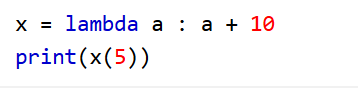 x = lambda a : a + 10
print(x(5))